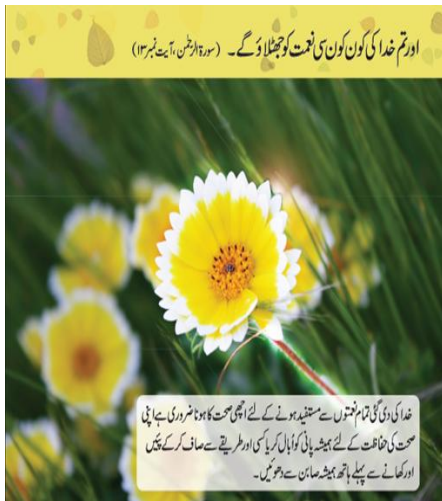 اور تم خدا کی کون کون سی نعمت کو جھٹلاؤ گے۔ (سورۃ الرحمٰن، آیت نمبر ۱۳)
خدا کی دی گئی تمام نعمتوں سے مستفید ہونے کے لئے اچھی صحت کا ہونا ضروری ہے اپنی
صحت کی حفاظت کے لئے ہمیشہ پانی کو اُبال کر یا کسی اور طریقے سے صاف کر کے پئیں
اور کھانے سے پہلے ہاتھ ہمیشہ صابن سے دھوئیں۔